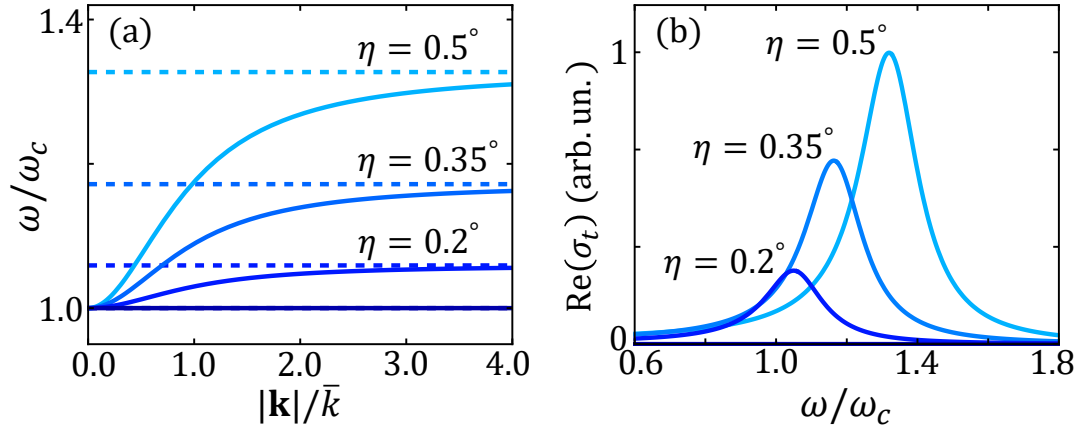 (a)
1.4
1.0
ω/ω_c
η = 0.5°
η = 0.35°
η = 0.2°
0.0 1.0 2.0 3.0 4.0
|𝐤|/k̄
(b)
1
0
Re(σ_t) (arb. un.)
η = 0.5°
η = 0.35°
η = 0.2°
0.6 1.0 1.4 1.8
ω/ω_c